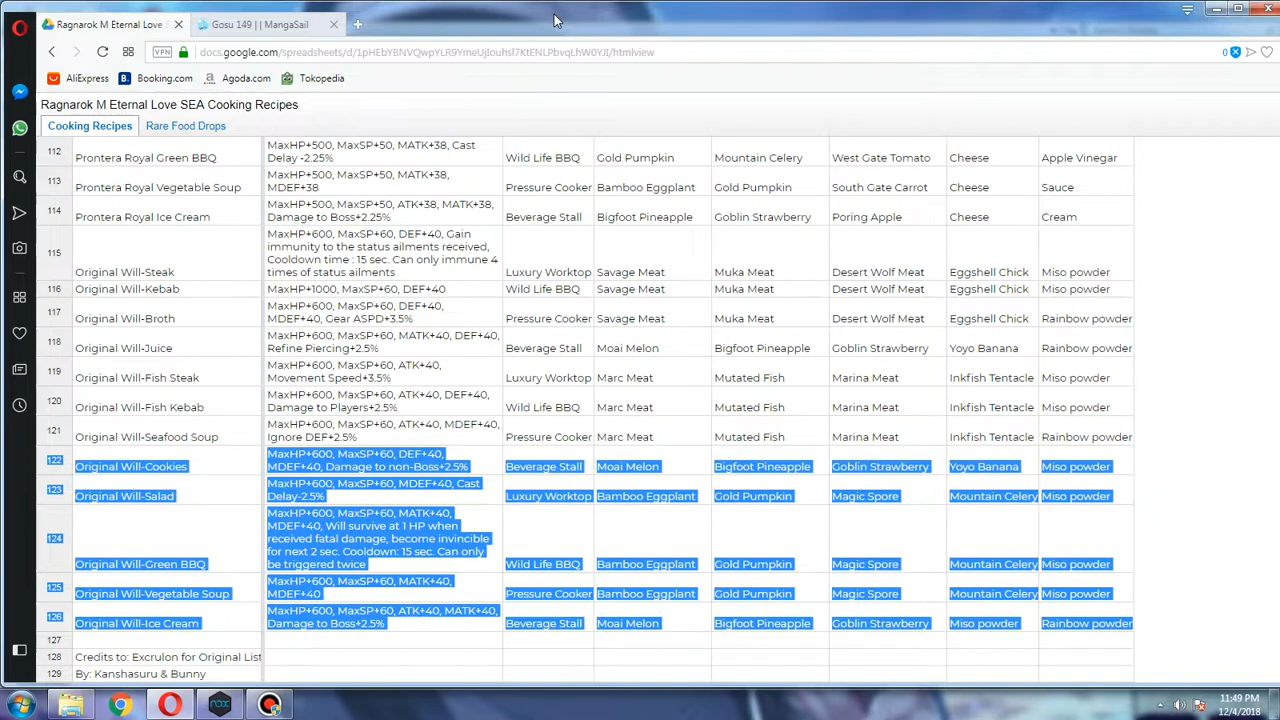 Ragnarok M Eternal Love
Gosu 149 | | MangaSail
VPN
docs.google.com/spreadsheets/d/1pHEbYBNVQwpYLR9YmeUjIouhsl7KtENLPbvqLhW0YJI/htmlview
0
AliExpress
B. Booking.com
a Agoda.com
Tokopedia
Ragnarok M Eternal Love SEA Cooking Recipes
Cooking Recipes
Rare Food Drops
112 Prontera Royal Green BBQ MaxHP+500, MaxSP+50, MATK+38, Cast
Delay -2.25% Wild Life BBQ Gold Pumpkin Mountain Celery West Gate Tomato Cheese Apple Vinegar
113 Prontera Royal Vegetable Soup MaxHP+500, MaxSP+50, MATK+38,
MDEF+38 Pressure Cooker Bamboo Eggplant Gold Pumpkin South Gate Carrot Cheese Sauce
114 Prontera Royal Ice Cream MaxHP+500, MaxSP+50, ATK+38, MATK+38,
Damage to Boss+2.25% Beverage Stall Bigfoot Pineapple Goblin Strawberry Poring Apple Cheese Cream
115 Original Will-Steak MaxHP+600, MaxSP+60, DEF+40, Gain
immunity to the status ailments received,
Cooldown time : 15 sec. Can only immune 4
times of status ailments Luxury Worktop Savage Meat Muka Meat Desert Wolf Meat Eggshell Chick Miso powder
116 Original Will-Kebab MaxHP+1000, MaxSP+60, DEF+40 Wild Life BBQ Savage Meat Muka Meat Desert Wolf Meat Eggshell Chick Miso powder
117 Original Will-Broth MaxHP+600, MaxSP+60, DEF+40,
MDEF+40, Gear ASPD+3.5% Pressure Cooker Savage Meat Muka Meat Desert Wolf Meat Eggshell Chick Rainbow powder
118 Original Will-Juice MaxHP+600, MaxSP+60, MATK+40, DEF+40,
Refine Piercing+2.5% Beverage Stall Moai Melon Bigfoot Pineapple Goblin Strawberry Yoyo Banana Rainbow powder
119 Original Will-Fish Steak MaxHP+600, MaxSP+60, ATK+40,
Movement Speed+3.5% Luxury Worktop Marc Meat Mutated Fish Marina Meat Inkfish Tentacle Miso powder
120 Original Will-Fish Kebab MaxHP+600, MaxSP+60, ATK+40, DEF+40,
Damage to Players+2.5% Wild Life BBQ Marc Meat Mutated Fish Marina Meat Inkfish Tentacle Miso powder
121 Original Will-Seafood Soup MaxHP+600, MaxSP+60, ATK+40, MDEF+40,
Ignore DEF+2.5% Pressure Cooker Marc Meat Mutated Fish Marina Meat Inkfish Tentacle Rainbow powder
122 Original Will-Cookies MaxHP+600, MaxSP+60, DEF+40,
MDEF+40, Damage to non-Boss+2.5% Beverage Stall Moai Melon Bigfoot Pineapple Goblin Strawberry Yoyo Banana Miso powder
123 Original Will-Salad MaxHP+600, MaxSP+60, MDEF+40, Cast
Delay-2.5% Luxury Worktop Bamboo Eggplant Gold Pumpkin Magic Spore Mountain Celery Miso powder
124 Original Will-Green BBQ MaxHP+600, MaxSP+60, MATK+40,
MDEF+40, Will survive at 1 HP when
received fatal damage, become invincible
for next 2 sec. Cooldown: 15 sec. Can only
be triggered twice Wild Life BBQ Bamboo Eggplant Gold Pumpkin Magic Spore Mountain Celery Miso powder
125 Original Will-Vegetable Soup MaxHP+600, MaxSP+60, MATK+40,
MDEF+40 Pressure Cooker Bamboo Eggplant Gold Pumpkin Magic Spore Mountain Celery Miso powder
126 Original Will-Ice Cream MaxHP+600, MaxSP+60, ATK+40, MATK+40,
Damage to Boss+2.5% Beverage Stall Moai Melon Bigfoot Pineapple Goblin Strawberry Miso powder Rainbow powder
127
128 Credits to: Excrulon for Original List
129 By: Kanshasuru & Bunny
nox
11:49 PM
12/4/2018